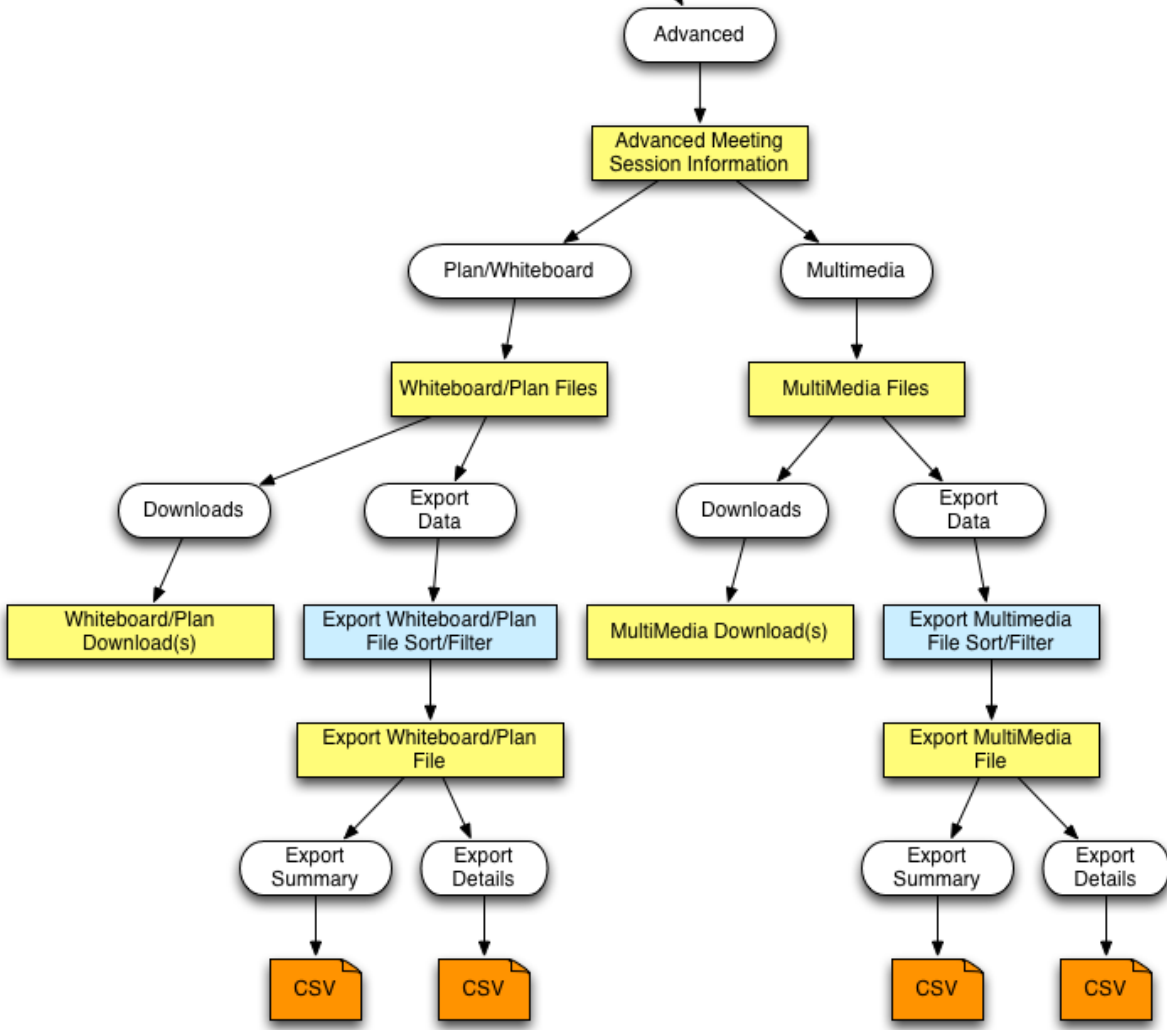 Advanced
Advanced Meeting
Session Information
Plan/Whiteboard
Multimedia
Whiteboard/Plan Files
MultiMedia Files
Downloads
Export
Data
Downloads
Export
Data
Whiteboard/Plan
Download(s)
Export Whiteboard/Plan
File Sort/Filter
MultiMedia Download(s)
Export Multimedia
File Sort/Filter
Export Whiteboard/Plan
File
Export MultiMedia
File
Export
Summary
Export
Details
Export
Summary
Export
Details
CSV
CSV
CSV
CSV